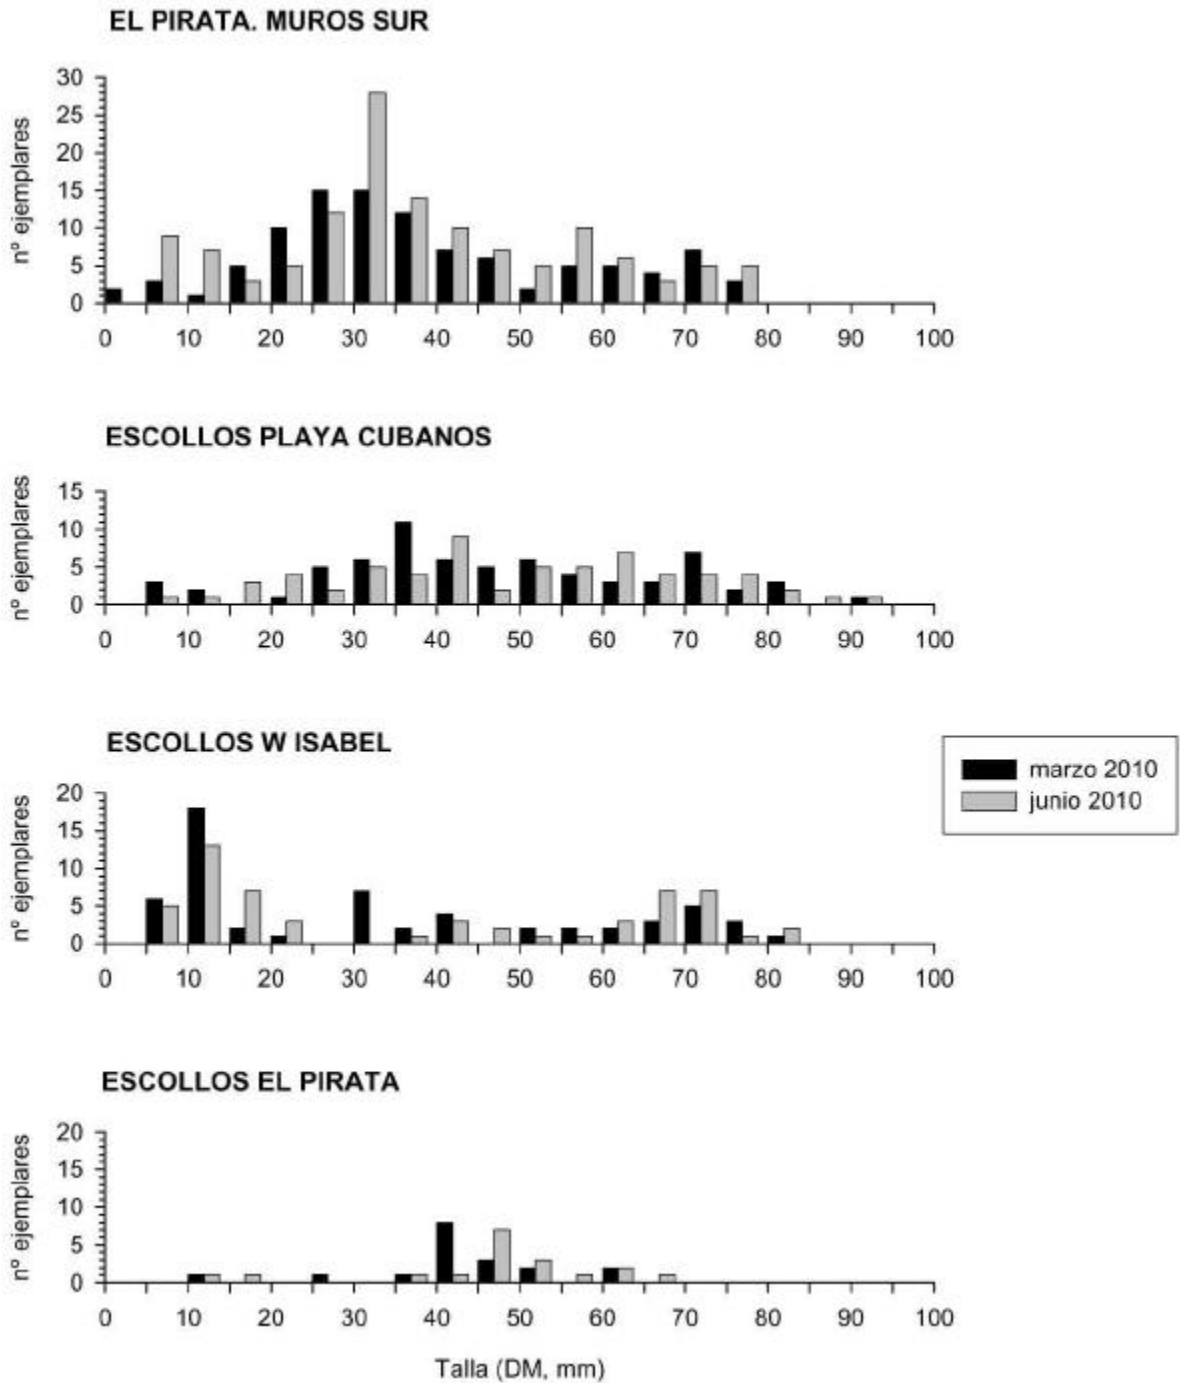 EL PIRATA. MUROS SUR
nº ejemplares
30
25
20
15
10
5
0
0 10 20 30 40 50 60 70 80 90 100
ESCOLLOS PLAYA CUBANOS
nº ejemplares
15
10
5
0
0 10 20 30 40 50 60 70 80 90 100
ESCOLLOS W ISABEL
marzo 2010
junio 2010
nº ejemplares
20
15
10
5
0
0 10 20 30 40 50 60 70 80 90 100
ESCOLLOS EL PIRATA
nº ejemplares
20
15
10
5
0
0 10 20 30 40 50 60 70 80 90 100
Talla (DM, mm)